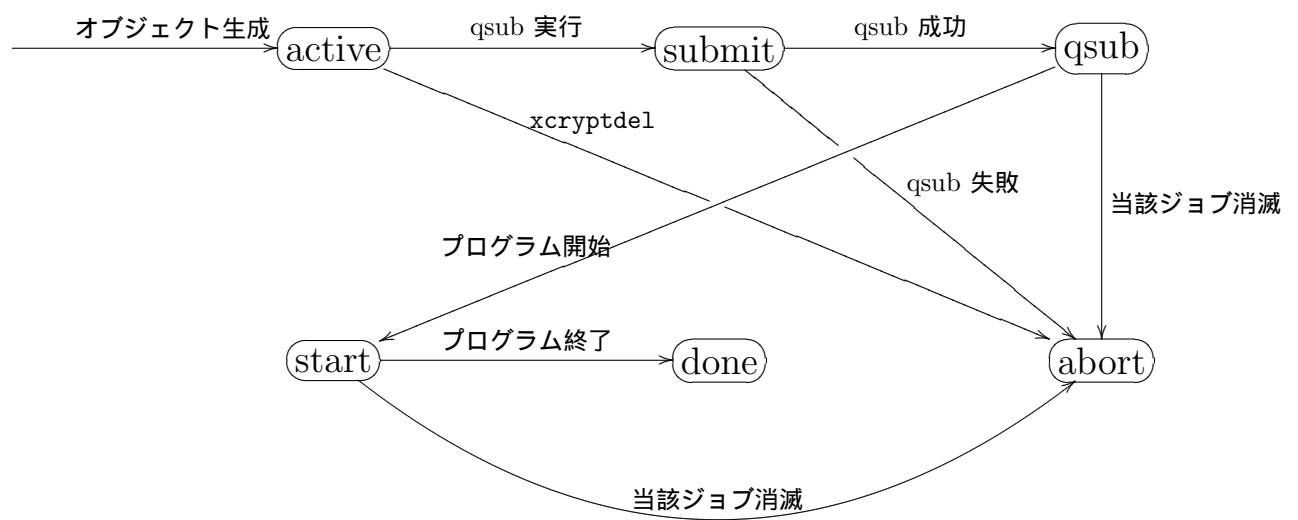 オブジェクト生成
active
qsub 実行
submit
qsub 成功
qsub
xcryptdel
qsub 失敗
当該ジョブ消滅
プログラム開始
start
プログラム終了
done
abort
当該ジョブ消滅